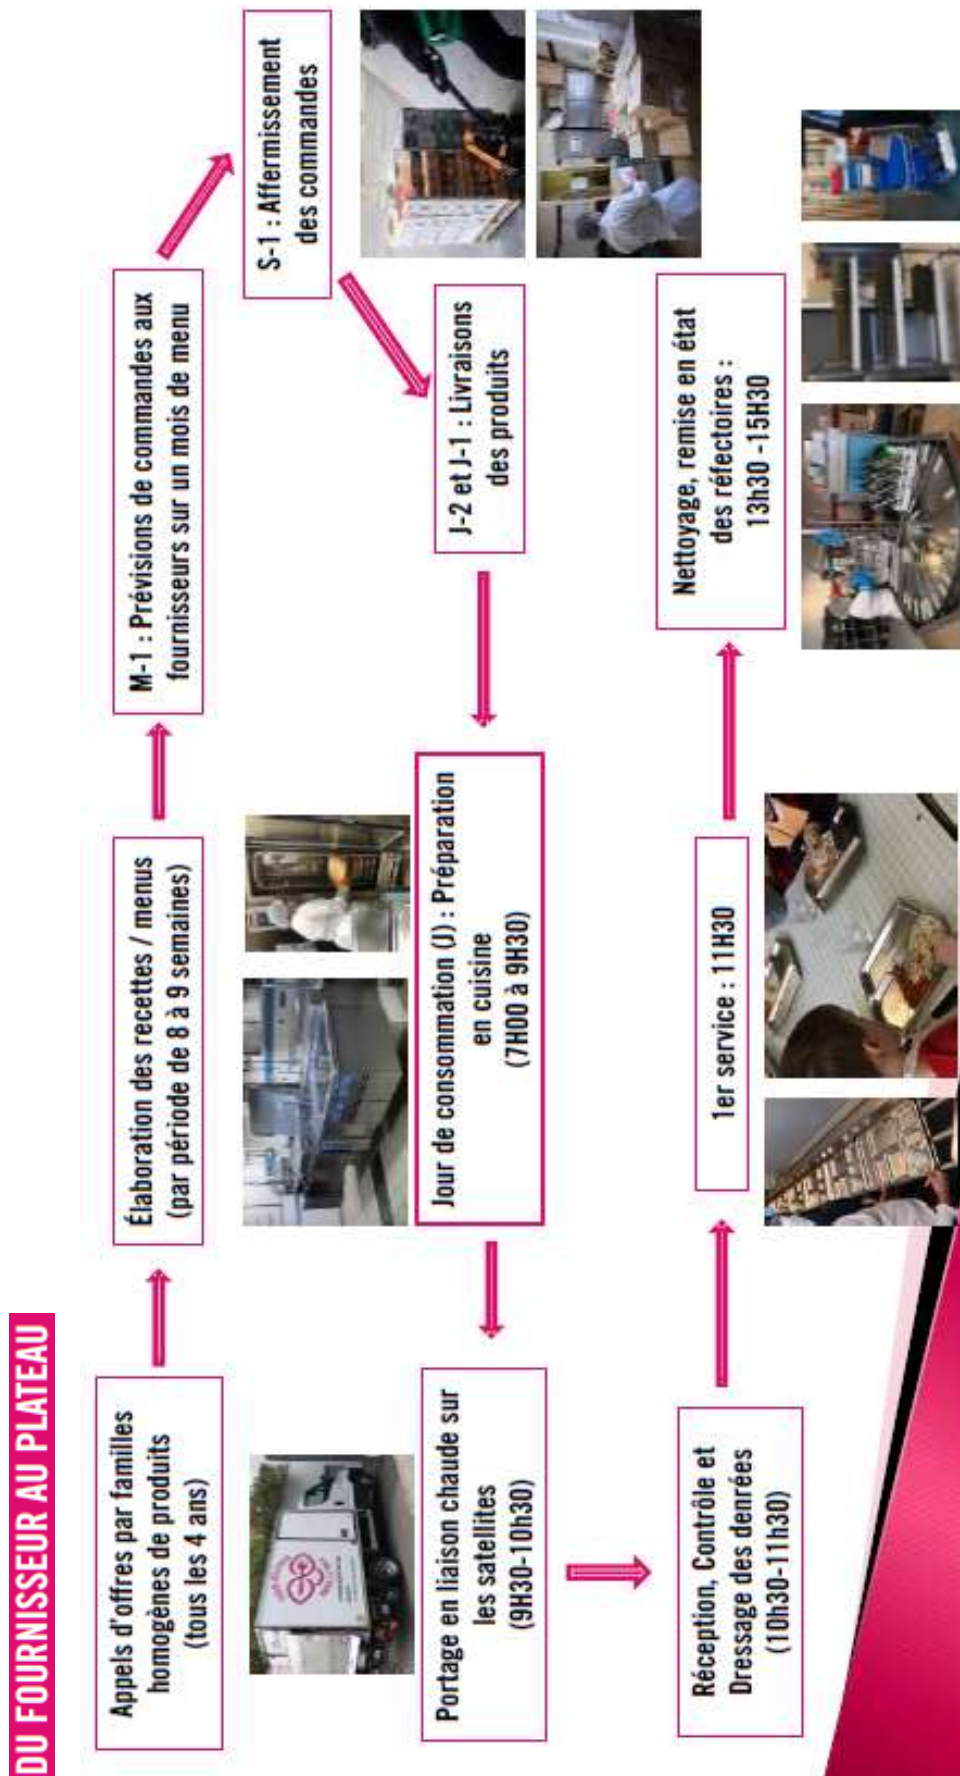 DU FOURNISSEUR AU PLATEAU
Appels d'offres par familles
homogènes de produits
(tous les 4 ans)
Élaboration des recettes / menus
(par période de 8 à 9 semaines)
M-1 : Prévisions de commandes aux
fournisseurs sur un mois de menu
S-1 : Affermissement
des commandes
J-2 et J-1 : Livraisons
des produits
Jour de consommation (J) : Préparation
en cuisine
(7H00 à 9H30)
Portage en liaison chaude sur
les satellites
(9H30-10h30)
Réception, Contrôle et
Dressage des denrées
(10h30-11h30)
1er service : 11H30
Nettoyage, remise en état
des réfectoires :
13h30 -15H30